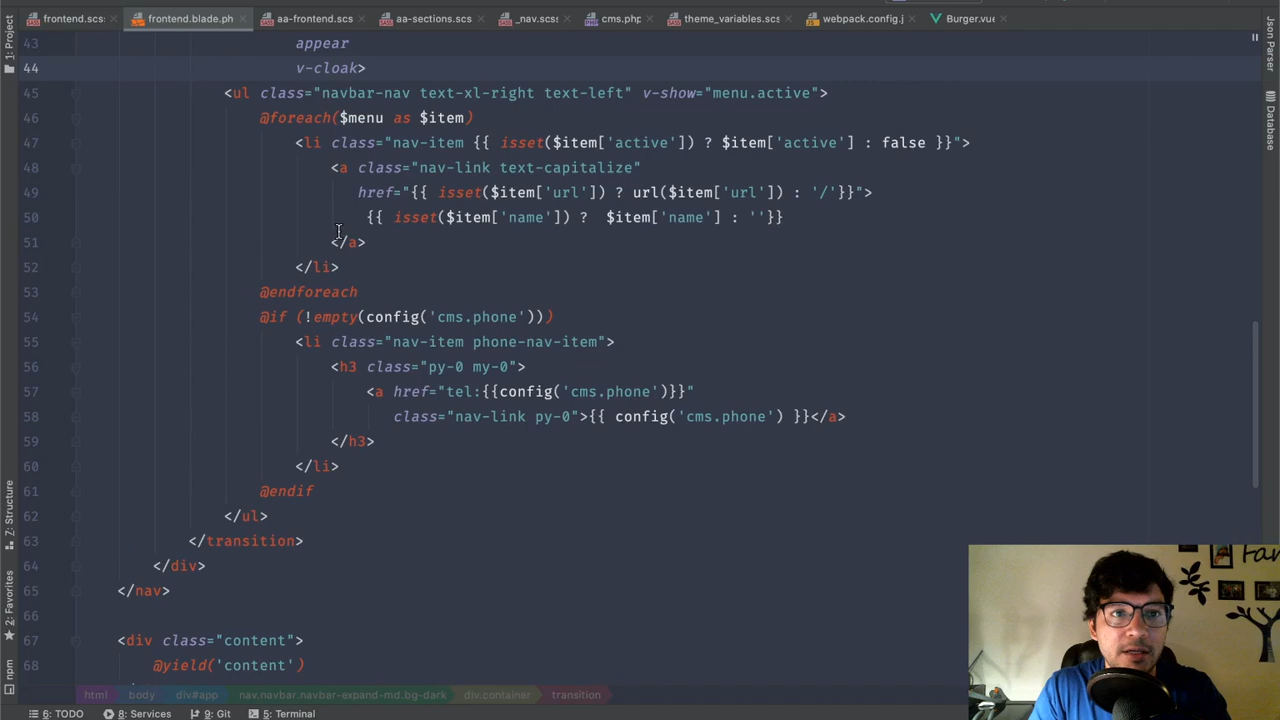 frontend.scs:
frontend.blade.ph
aa-frontend.scs
aa-sections.scs
_nav.scs
cms.php
theme_variables.scs
webpack.config.j
Burger.vue
1: Project
Json Parser
Database
43 appear
44 v-cloak>
45 <ul class="navbar-nav text-xl-right text-left" v-show="menu.active">
46 @foreach($menu as $item)
47 <li class="nav-item {{ isset($item['active']) ? $item['active'] : false }}">
48 <a class="nav-link text-capitalize"
49 href="{{ isset($item['url']) ? url($item['url']) : '/'}}">
50 {{ isset($item['name']) ?  $item['name'] : ''}}
51 </a>
52 </li>
53 @endforeach
54 @if (!empty(config('cms.phone')))
55 <li class="nav-item phone-nav-item">
56 <h3 class="py-0 my-0">
57 <a href="tel:{{config('cms.phone')}}"
58 class="nav-link py-0">{{ config('cms.phone') }}</a>
59 </h3>
60 </li>
61 @endif
62 </ul>
63 </transition>
64 </div>
65 </nav>
66
67 <div class="content">
68 @yield('content')
Z: Structure
2: Favorites
npm
html
body
div#app
nav.navbar.navbar-expand-md.bg-dark
div.container
transition
6: TODO
8: Services
9: Git
5: Terminal